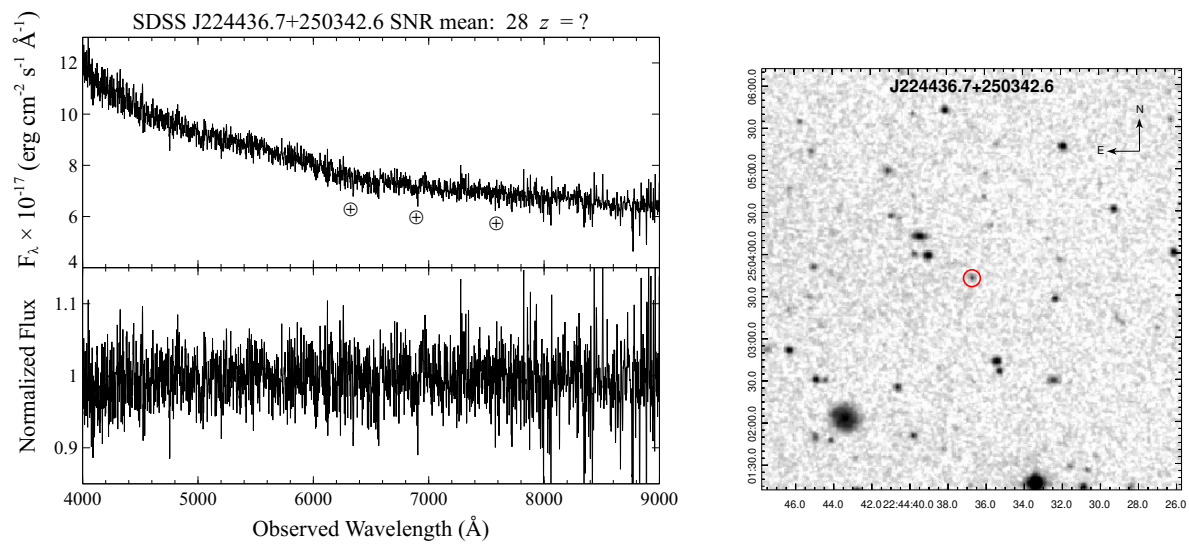 SDSS J224436.7+250342.6 SNR mean: 28 z = ?
F_λ × 10⁻¹⁷ (erg cm⁻² s⁻¹ Å⁻¹)
12
10
8
6
4
⊕ ⊕ ⊕
Normalized Flux
1.1
1
0.9
4000 5000 6000 7000 8000 9000
Observed Wavelength (Å)
J224436.7+250342.6
N
E
06:00.0
30.0
05:00.0
30.0
25:04:00.0
30.0
03:00.0
30.0
02:00.0
01:30.0
46.0 44.0 42.0 22:44:40.0 38.0 36.0 34.0 32.0 30.0 28.0 26.0